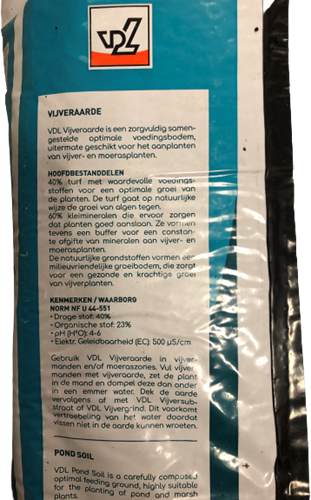 VDL
VIJVERAARDE
VDL Vijveraarde is een zorgvuldig samen-
gestelde optimale voedingsbodem,
uitermate geschikt voor het aanplanten
van vijver- en moerasplanten.
HOOFDBESTANDDELEN
40% turf met waardevolle voedings-
stoffen voor een optimale groei van
de planten. De turf gaat op natuurlijke
wijze de groei van algen tegen.
60% kleimineralen die ervoor zorgen
dat planten goed aanslaan. Ze vormen
tevens een buffer voor een constan-
te afgifte van mineralen aan vijver- en
moerasplanten.
De natuurlijke grondstoffen vormen een
milieuvriendelijke groeibodem, die zorgt
voor een gezonde en krachtige groei
van vijverplanten.
KENMERKEN / WAARBORG
NORM NF U 44-551
• Droge stof: 40%
• Organische stof: 23%
• pH (H²O): 4-6
• Elektr. Geleidbaarheid (EC): 500 µS/cm
Gebruik VDL Vijveraarde in vijver-
manden en/of moeraszones. Vul vijver-
manden met vijveraarde, zet de plant
in de mand en dompel deze dan onder
in een emmer water. Dek de aarde
vervolgens af met VDL Vijversub-
straat of VDL Vijvergrind. Dit voorkomt
vertroebeling van het water doordat
vissen niet in de aarde kunnen wroeten.
POND SOIL
VDL Pond Soil is a carefully composed
optimal feeding ground, highly suitable
for the planting of pond and marsh
plants.